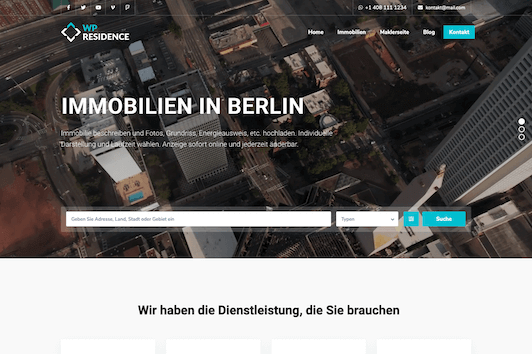 +1 408 111 1234 kontakt@mail.com
WP
RESIDENCE
Home Immobilien Maklerseite Blog Kontakt
IMMOBILIEN IN BERLIN
Immobilie beschreiben und Fotos, Grundriss, Energieausweis, etc. hochladen. Individuelle
Darstellung und Laufzeit wählen. Anzeige sofort online und jederzeit änderbar.
Geben Sie Adresse, Land, Stadt oder Gebiet ein Typen Suche
Wir haben die Dienstleistung, die Sie brauchen